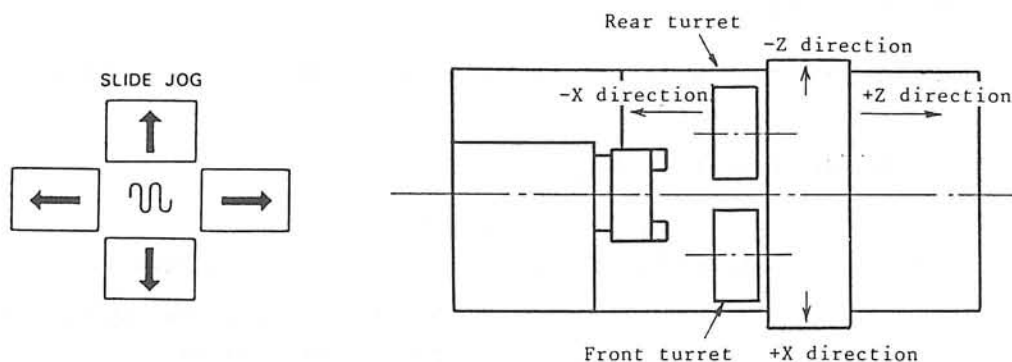 SLIDE JOG
Rear turret
-Z direction
-X direction
+Z direction
Front turret
+X direction